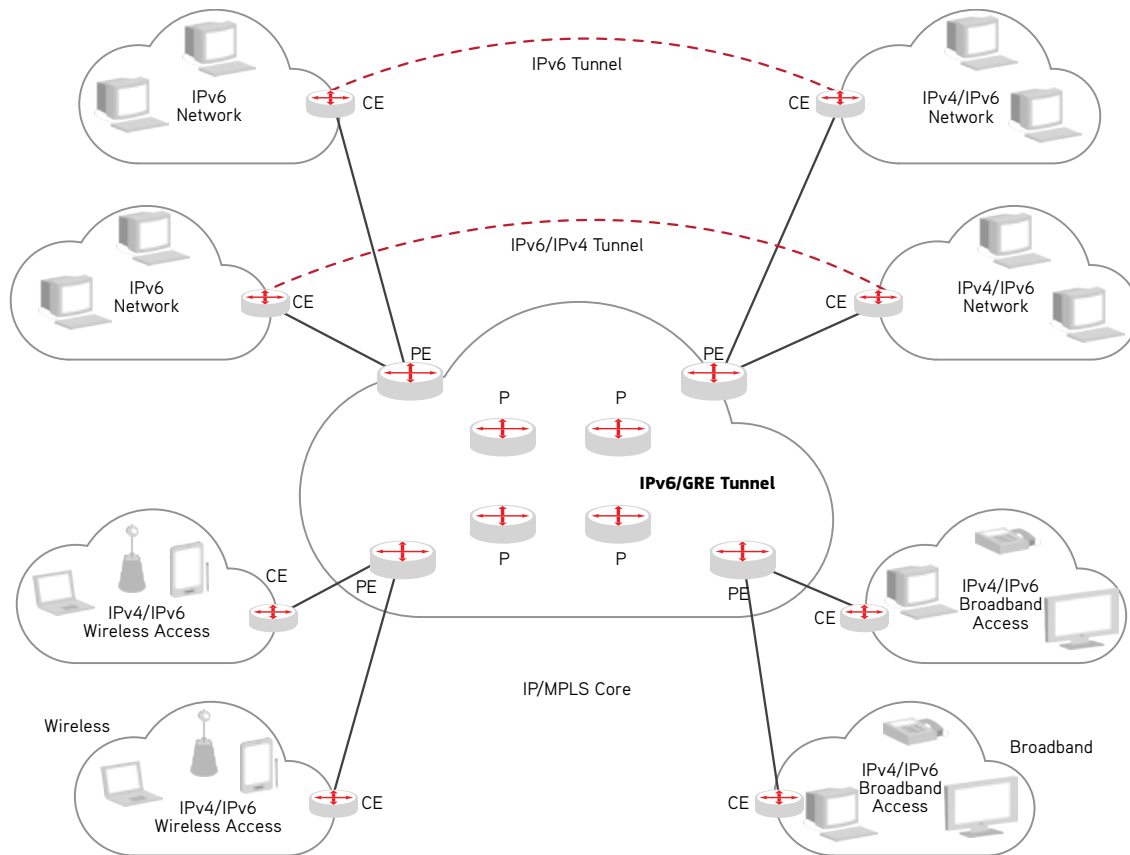 IPv6 Tunnel
IPv6
Network
CE
CE
IPv4/IPv6
Network
IPv6/IPv4 Tunnel
IPv6
Network
CE
CE
IPv4/IPv6
Network
PE
PE
P
P
IPv6/GRE Tunnel
P
P
CE
PE
PE
IPv4/IPv6
Wireless Access
CE
IPv4/IPv6
Broadband
Access
IP/MPLS Core
Wireless
IPv4/IPv6
Wireless Access
CE
CE
IPv4/IPv6
Broadband
Access
Broadband